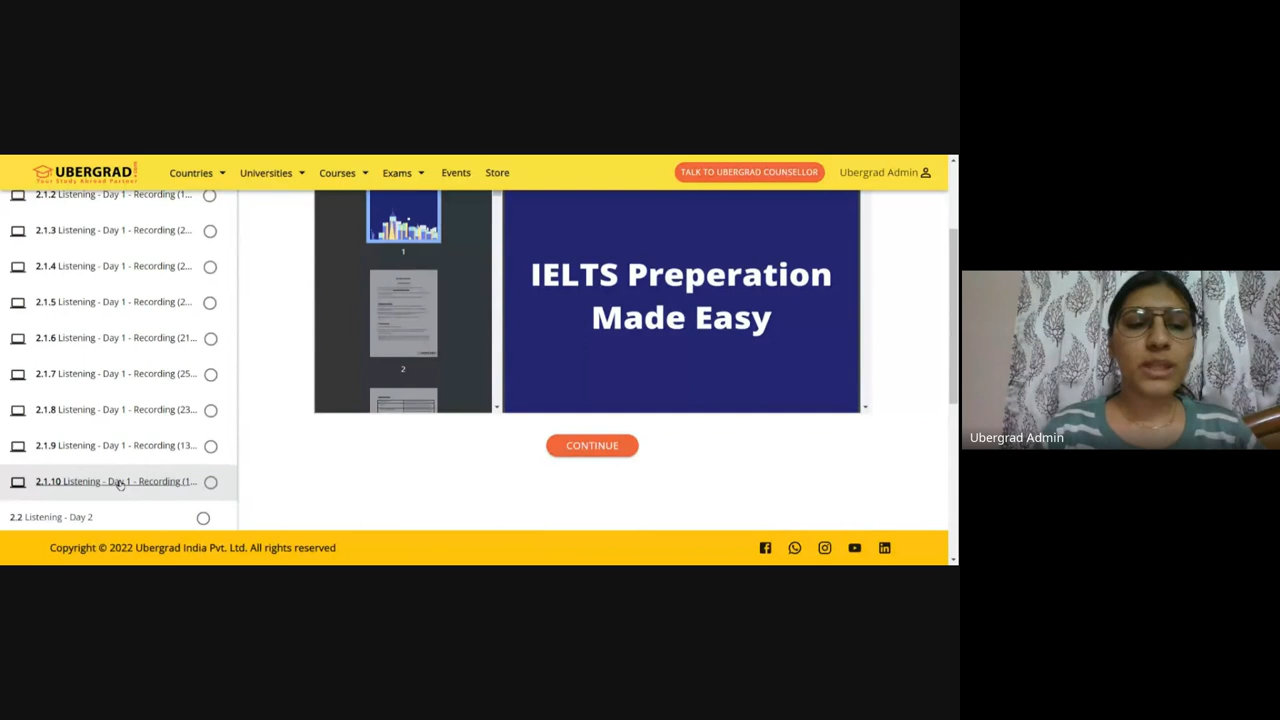 UBERGRAD.com
Your Study Abroad Partner
Countries
Universities
Courses
Exams
Events
Store
TALK TO UBERGRAD COUNSELLOR
Ubergrad Admin
2.1.2 Listening - Day 1 - Recording (1...
2.1.3 Listening - Day 1 - Recording (2...
2.1.4 Listening - Day 1 - Recording (2...
2.1.5 Listening - Day 1 - Recording (2...
2.1.6 Listening - Day 1 - Recording (21...
2.1.7 Listening - Day 1 - Recording (25...
2.1.8 Listening - Day 1 - Recording (23...
2.1.9 Listening - Day 1 - Recording (13...
2.1.10 Listening - Day 1 - Recording (1...
2.2 Listening - Day 2
1
2
IELTS Preperation
Made Easy
CONTINUE
Copyright © 2022 Ubergrad India Pvt. Ltd. All rights reserved
Ubergrad Admin